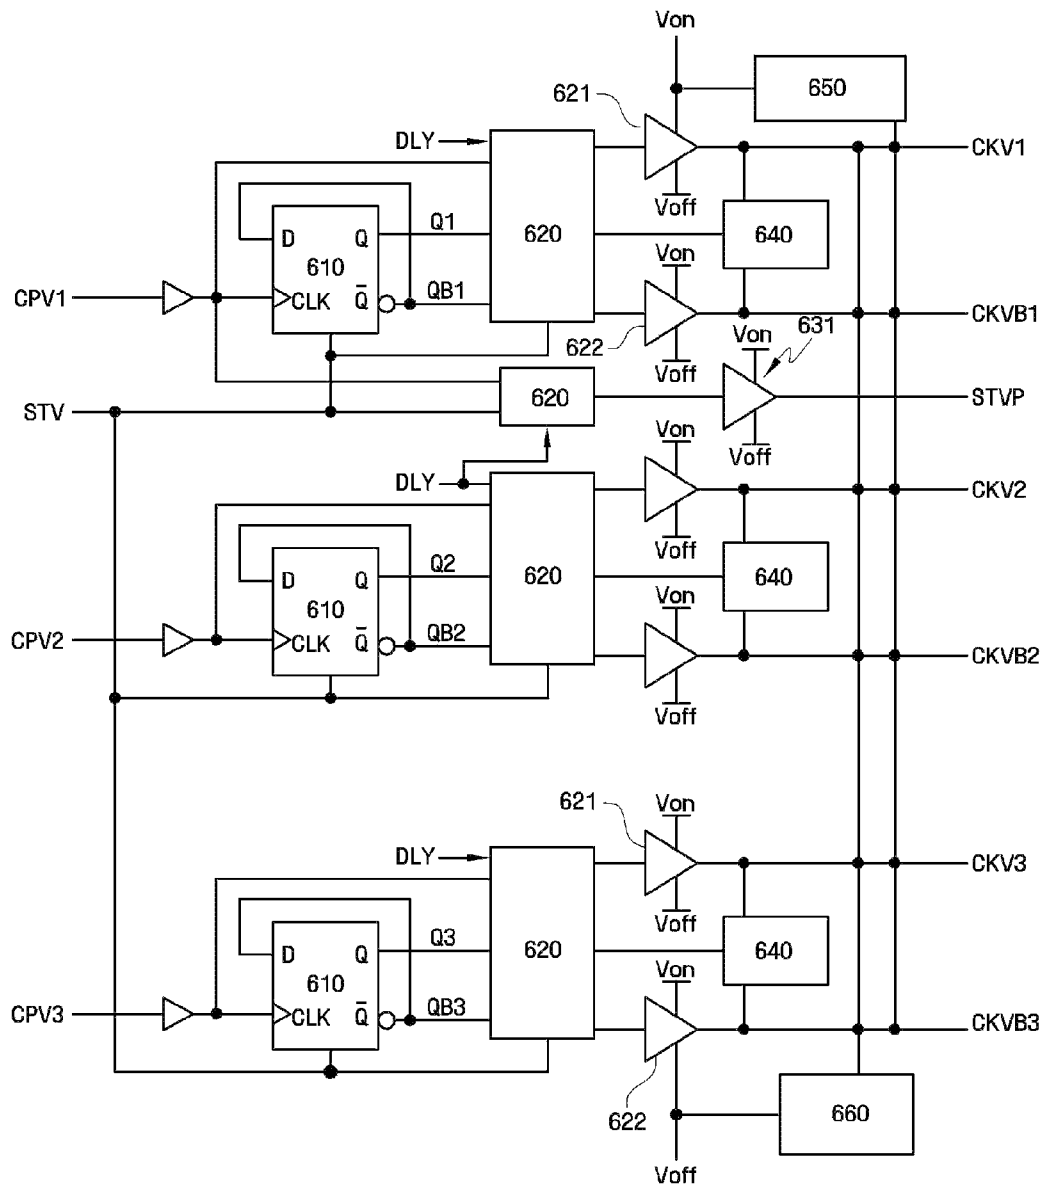 Von
650
621
DLY
CKV1
Voff
D Q
Q1
620
640
610
Von
CPV1
CLK Q̅
QB1
CKVB1
622
Voff
Von
631
STV
620
STVP
Von
Voff
DLY
CKV2
Voff
D Q
Q2
620
640
610
Von
CPV2
CLK Q̅
QB2
CKVB2
Voff
621
Von
DLY
CKV3
Voff
D Q
Q3
620
640
610
Von
CPV3
CLK Q̅
QB3
CKVB3
622
660
Voff